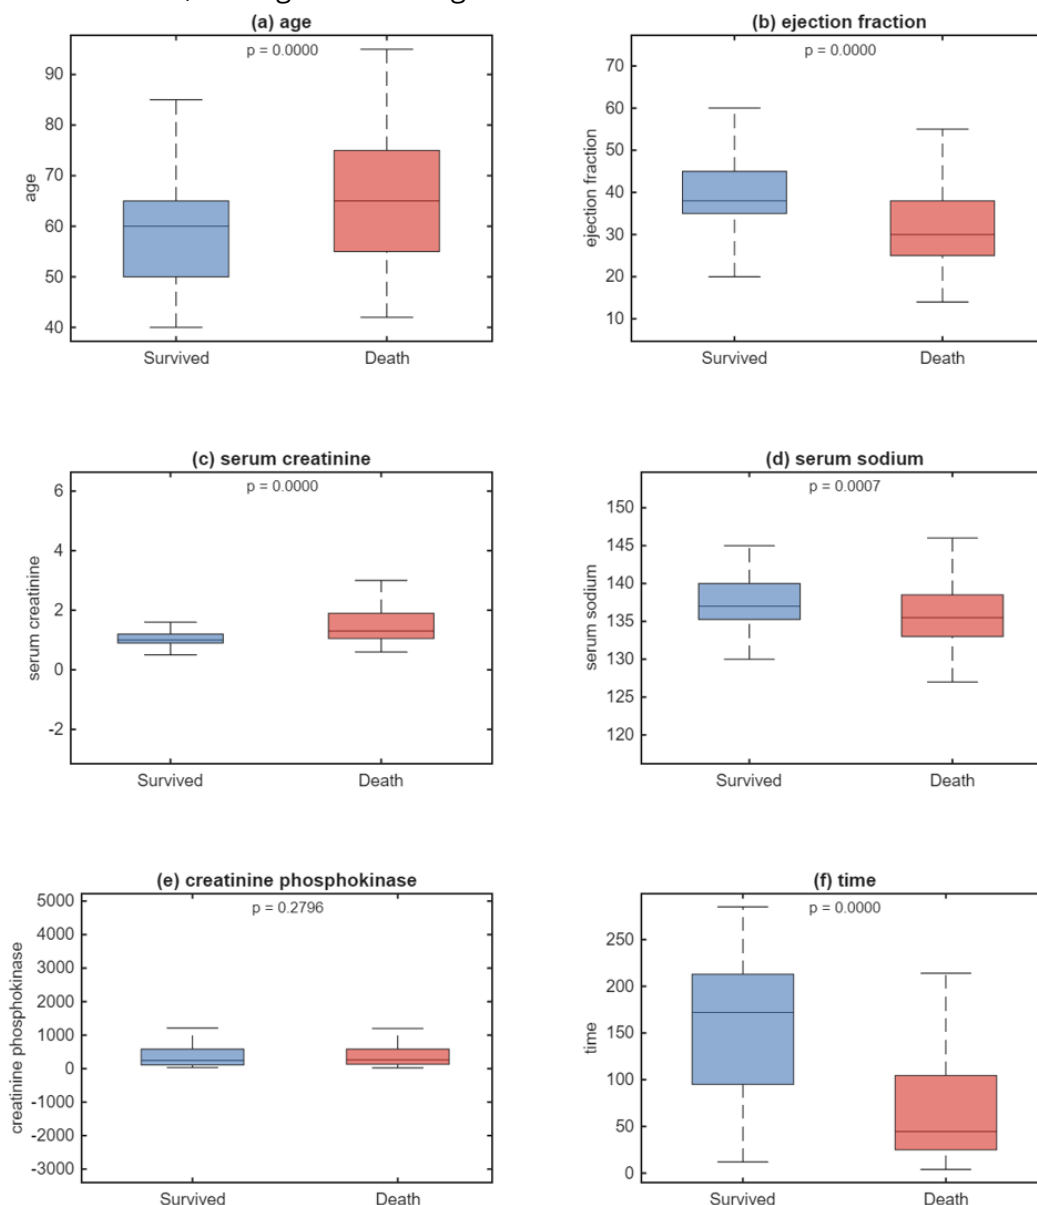 (a) age
p = 0.0000
90
80
70
60
50
40
age
Survived Death
(b) ejection fraction
p = 0.0000
70
60
50
40
30
20
10
ejection fraction
Survived Death
(c) serum creatinine
p = 0.0000
6
4
2
0
-2
serum creatinine
Survived Death
(d) serum sodium
p = 0.0007
150
145
140
135
130
125
120
serum sodium
Survived Death
(e) creatinine phosphokinase
p = 0.2796
5000
4000
3000
2000
1000
0
-1000
-2000
-3000
creatinine phosphokinase
Survived Death
(f) time
p = 0.0000
250
200
150
100
50
0
time
Survived Death